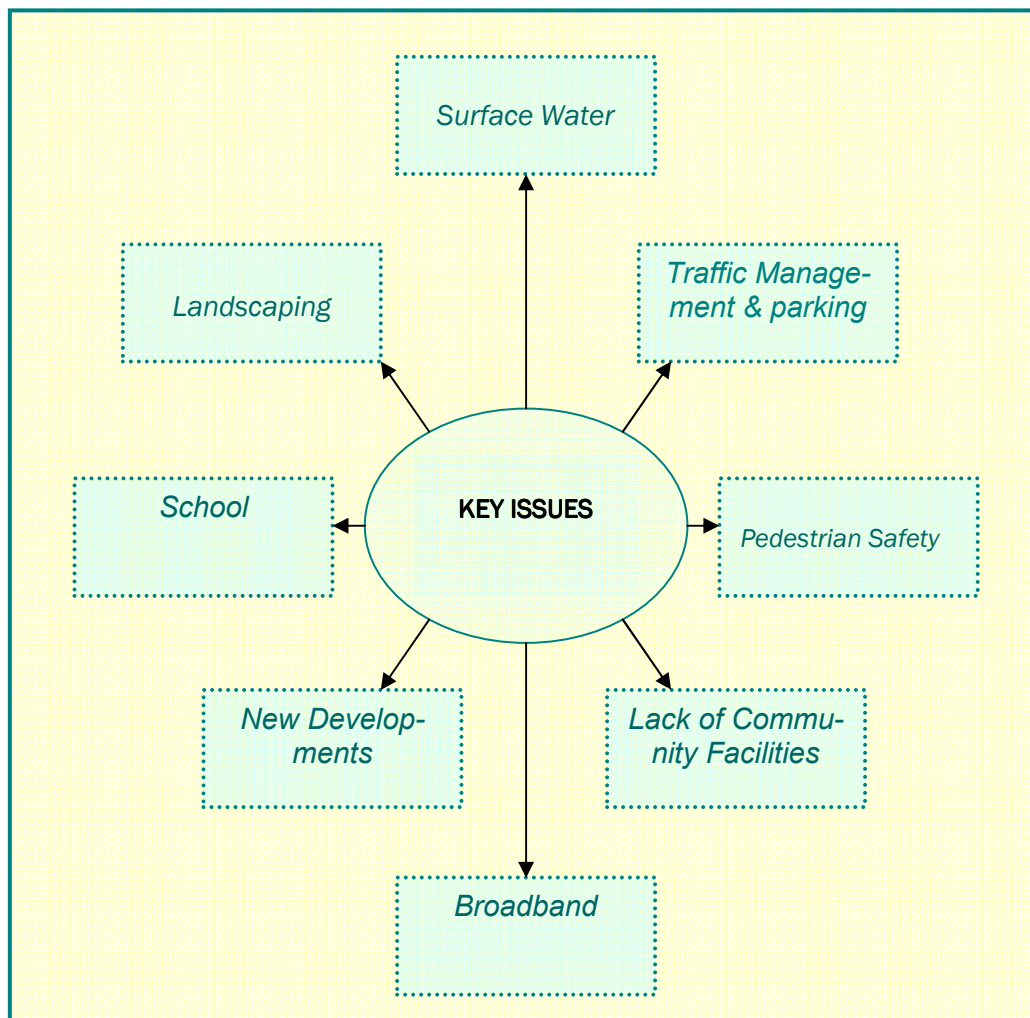 Surface Water
Landscaping
Traffic Manage-
ment & parking
School
KEY ISSUES
Pedestrian Safety
New Develop-
ments
Lack of Commu-
nity Facilities
Broadband